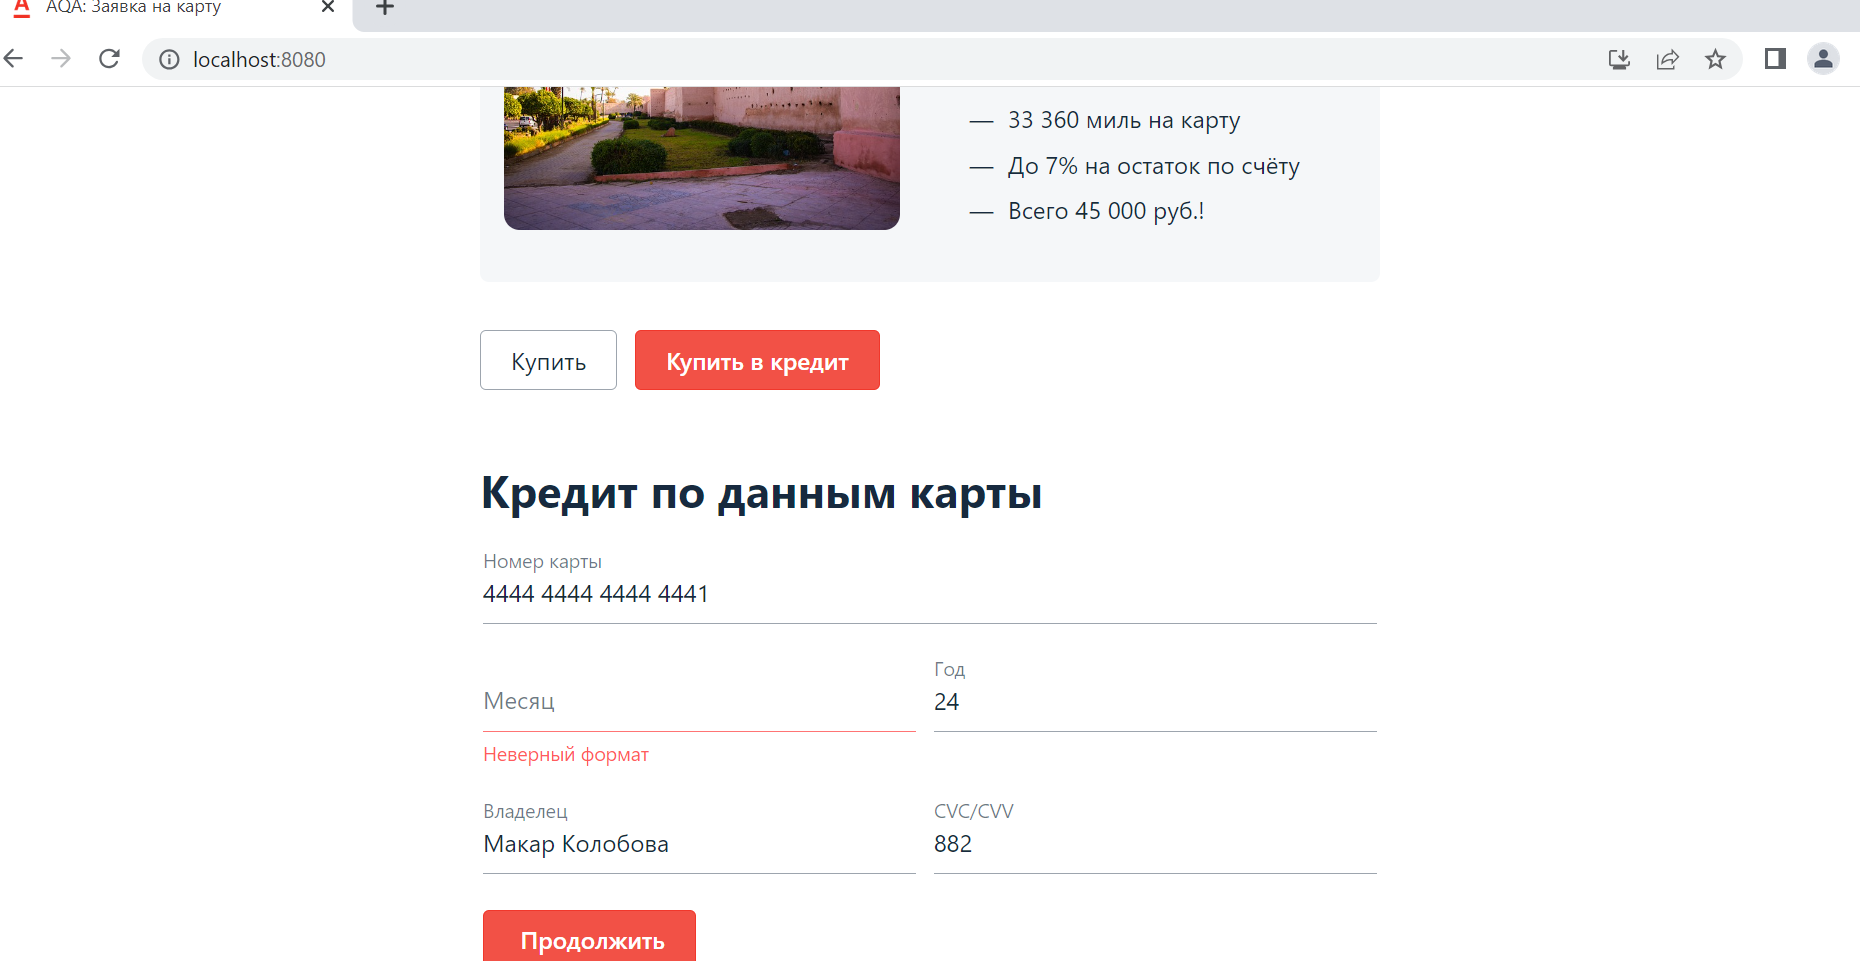 AQA: Заявка на карту
localhost:8080
— 33 360 миль на карту
— До 7% на остаток по счёту
— Всего 45 000 руб.!
Купить
Купить в кредит
Кредит по данным карты
Номер карты
4444 4444 4444 4441
Месяц
Год
24
Неверный формат
Владелец
Макар Колобова
CVC/CVV
882
Продолжить